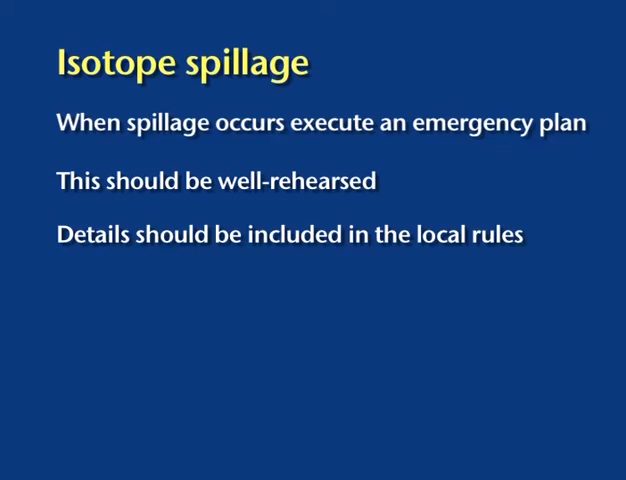 Isotope spillage
When spillage occurs execute an emergency plan
This should be well-rehearsed
Details should be included in the local rules